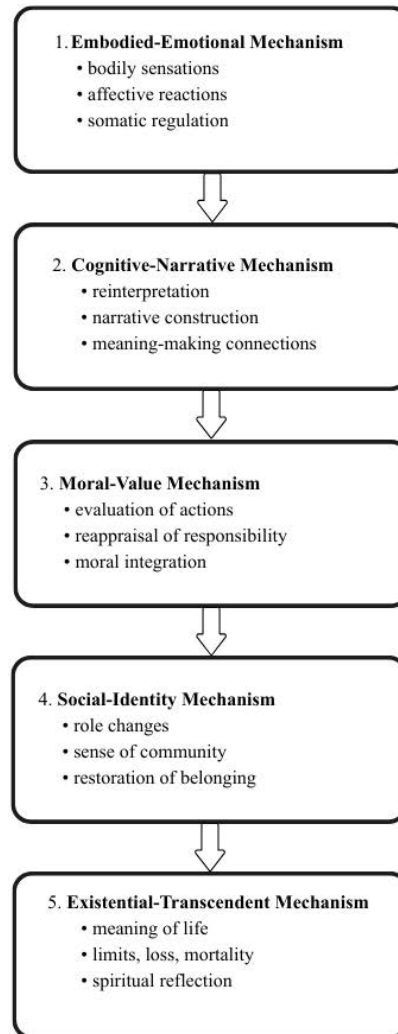 1. Embodied-Emotional Mechanism
• bodily sensations
• affective reactions
• somatic regulation
2. Cognitive-Narrative Mechanism
• reinterpretation
• narrative construction
• meaning-making connections
3. Moral-Value Mechanism
• evaluation of actions
• reappraisal of responsibility
• moral integration
4. Social-Identity Mechanism
• role changes
• sense of community
• restoration of belonging
5. Existential-Transcendent Mechanism
• meaning of life
• limits, loss, mortality
• spiritual reflection